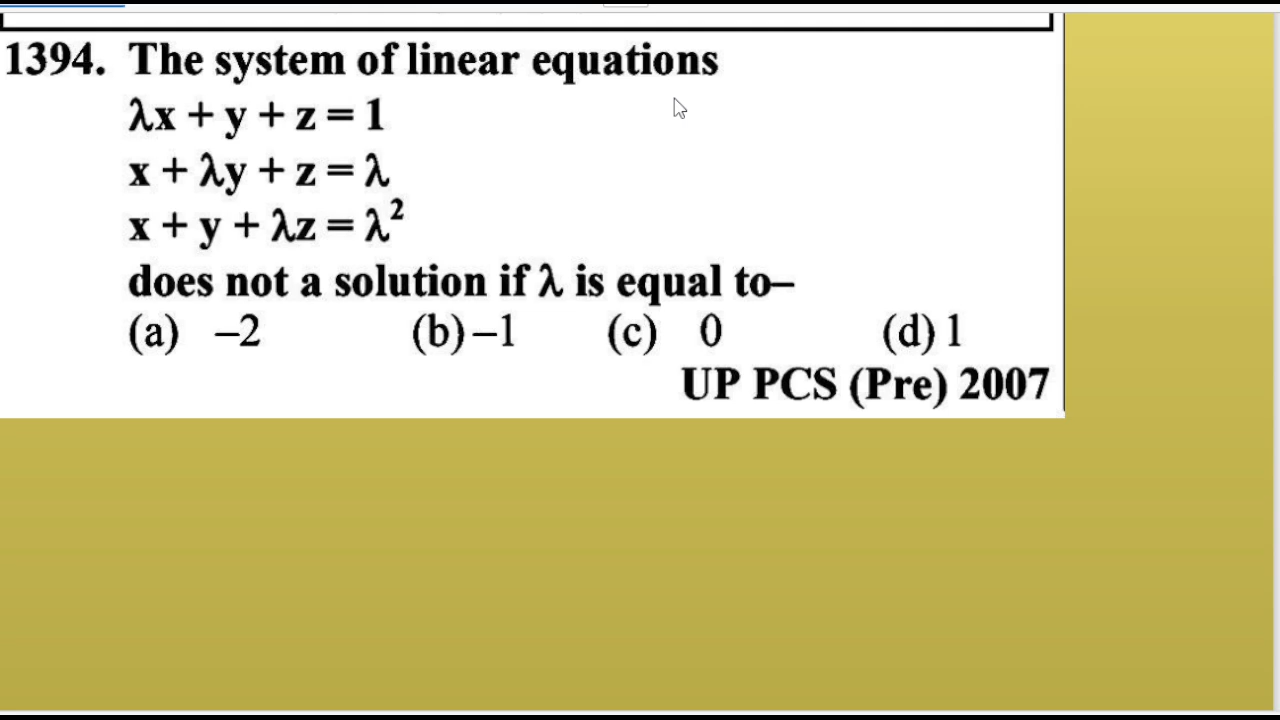 1394. The system of linear equations
λx + y + z = 1
x + λy + z = λ
x + y + λz = λ²
does not a solution if λ is equal to–
(a) –2 (b) –1 (c) 0 (d) 1
UP PCS (Pre) 2007